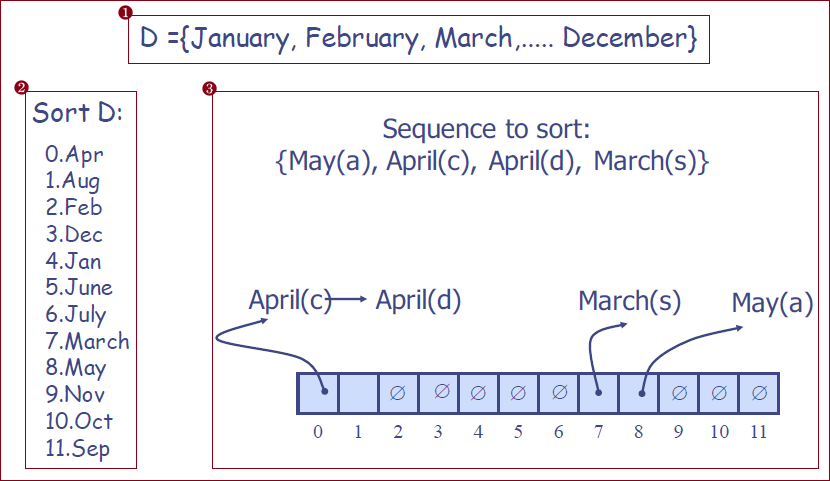 ❶
D ={January, February, March,..... December}
❷
Sort D:
0.Apr
1.Aug
2.Feb
3.Dec
4.Jan
5.June
6.July
7.March
8.May
9.Nov
10.Oct
11.Sep
❸
Sequence to sort:
{May(a), April(c), April(d), March(s)}
April(c) April(d) March(s) May(a)
∅ ∅ ∅ ∅ ∅ ∅ ∅ ∅
0 1 2 3 4 5 6 7 8 9 10 11